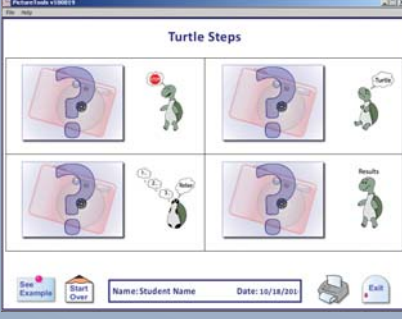 PictureTools v100819
File Help
Turtle Steps
STOP
Turtle
1.. 2.. 3.. Relax
Results
See
Example
Start
Over
Name: Student Name
Date: 10/18/201
Exit